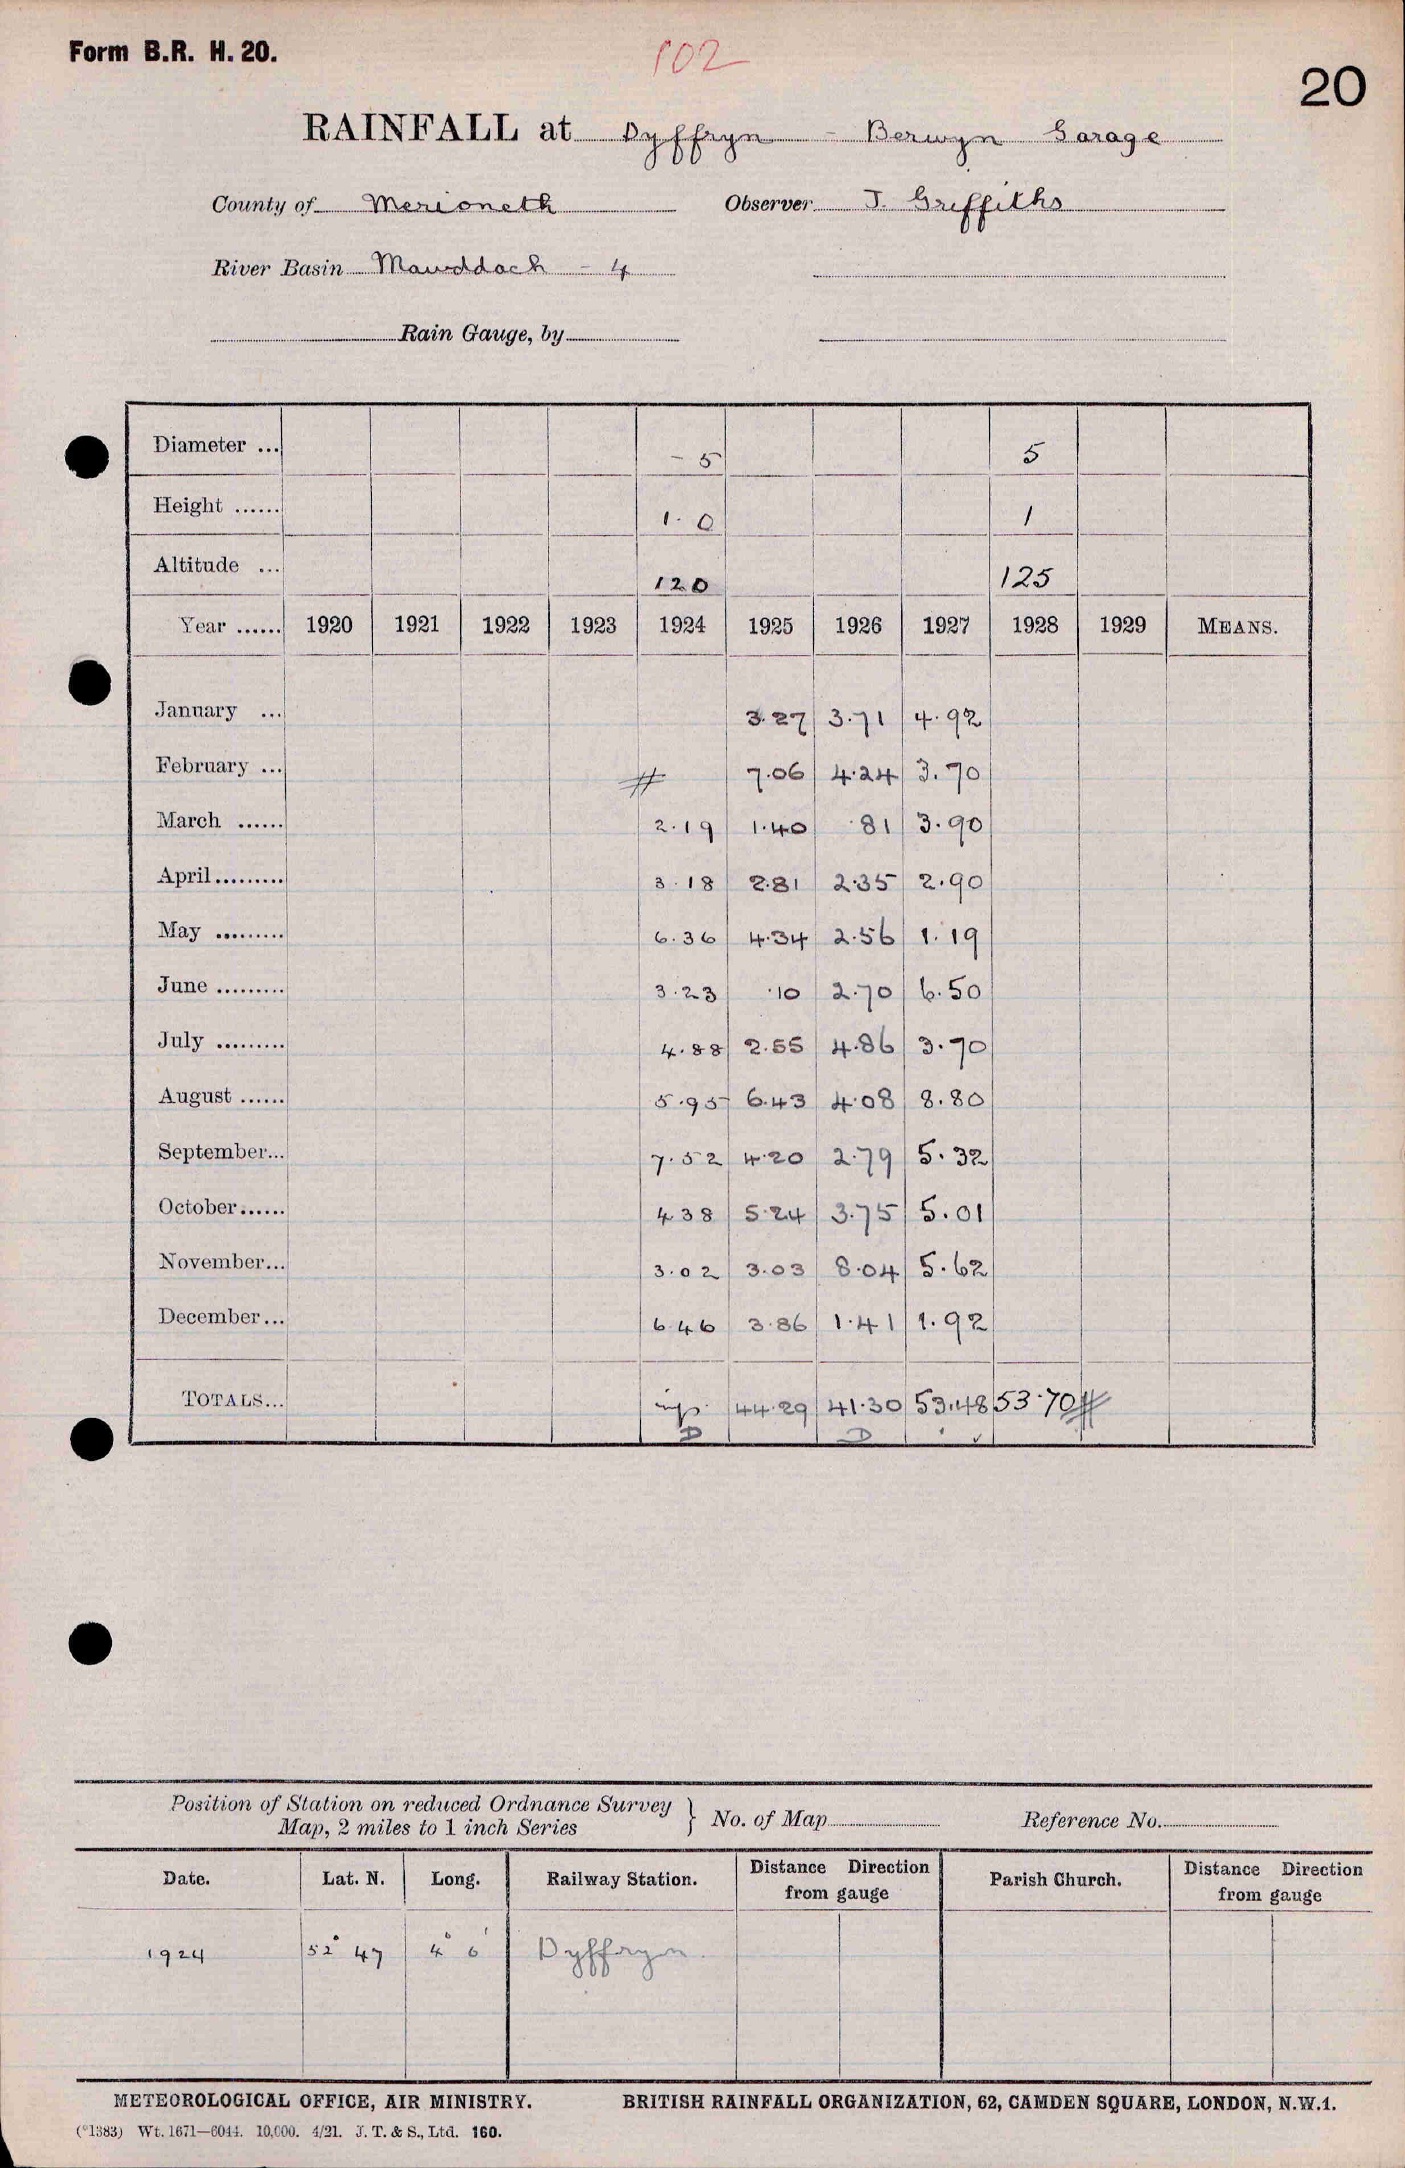 Form B.R. H. 20.
102
20
RAINFALL at Dyffryn - Berwyn Garage
County of Merioneth Observer J. Griffiths
River Basin Mawddach - 4
Rain Gauge, by
Diameter ... - 5 5
Height ...... 1. 0 1
Altitude ... 120 125
Year ...... 1920 1921 1922 1923 1924 1925 1926 1927 1928 1929 MEANS.
January ... 3.27 3.71 4.92
February ... # 7.06 4.24 3.70
March ...... 2.19 1.40 .81 3.90
April......... 3.18 2.81 2.35 2.90
May ......... 6.36 4.34 2.56 1.19
June ......... 3.23 .10 2.70 6.50
July ......... 4.88 2.55 4.86 3.70
August ...... 5.95 6.43 4.08 8.80
September... 7.52 4.20 2.79 5.32
October...... 4 38 5.24 3.75 5.01
November... 3.02 3.03 8.04 5.62
December... 6 46 3.86 1.41 1.92
TOTALS... 44.29 41.30 53.48 53.70 #
D D ✓
Position of Station on reduced Ordnance Survey
Map, 2 miles to 1 inch Series } No. of Map Reference No.
Date. Lat. N. Long. Railway Station. Distance Direction from gauge Parish Church. Distance Direction from gauge
1924 52° 47 4° 6' Dyffryn.
METEOROLOGICAL OFFICE, AIR MINISTRY. BRITISH RAINFALL ORGANIZATION, 62, CAMDEN SQUARE, LONDON, N.W.1.
(*1383) Wt. 1671—6044. 10,000. 4/21. J. T. & S., Ltd. 160.